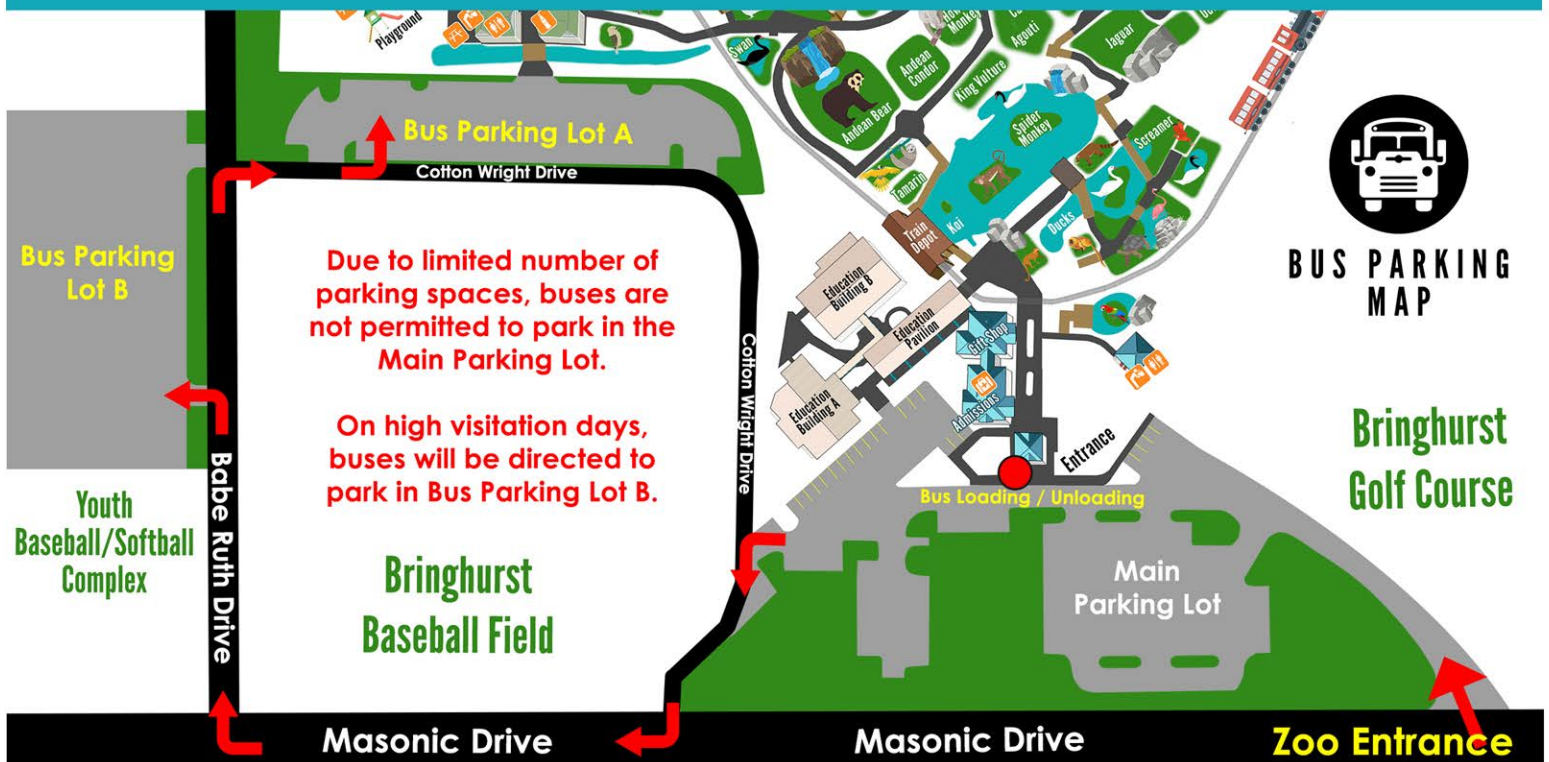 Playground
Swan
Monkey
Agouti
Jaguar
Andean
Condor
King Vulture
Andean Bear
Spider
Monkey
Screamer
Tamarin
Koi
Ducks
Train
Depot
Bus Parking Lot A
Cotton Wright Drive
Bus Parking
Lot B
Due to limited number of
parking spaces, buses are
not permitted to park in the
Main Parking Lot.
On high visitation days,
buses will be directed to
park in Bus Parking Lot B.
BUS PARKING
MAP
Education
Building B
Education
Pavilion
Gift Shop
Education
Building A
Admissions
Entrance
Bus Loading / Unloading
Cotton Wright Drive
Babe Ruth Drive
Youth
Baseball/Softball
Complex
Bringhurst
Baseball Field
Bringhurst
Golf Course
Main
Parking Lot
Masonic Drive
Masonic Drive
Zoo Entrance